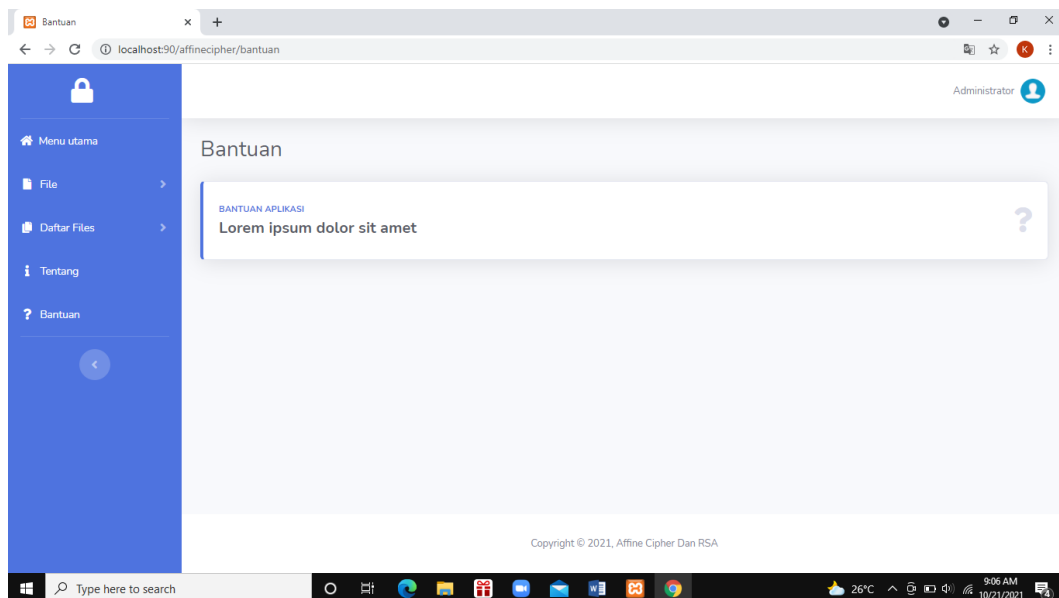 Bantuan
localhost:90/affinecipher/bantuan
K
Administrator
Menu utama
File
Daftar Files
Tentang
Bantuan
Bantuan
BANTUAN APLIKASI
Lorem ipsum dolor sit amet
Copyright © 2021, Affine Cipher Dan RSA
Type here to search
26°C
9:06 AM
10/21/2021
4